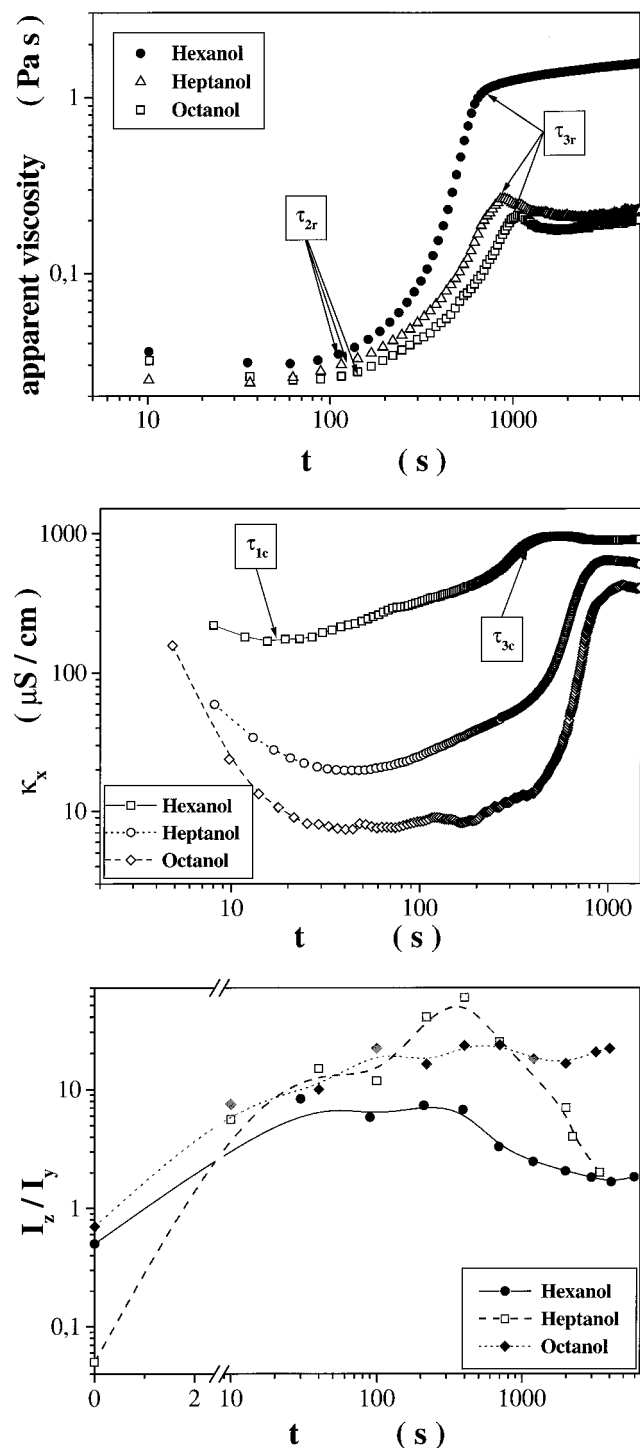 apparent viscosity ( Pa s )
Hexanol
Heptanol
Octanol
τ3r
τ2r
1
0,1
10
100
1000
t ( s )
κx ( μS / cm )
1000
τ1c
τ3c
100
10
Hexanol
Heptanol
Octanol
10
100
1000
t ( s )
Iz / Iy
10
1
0,1
Hexanol
Heptanol
Octanol
0
2
10
100
1000
t ( s )